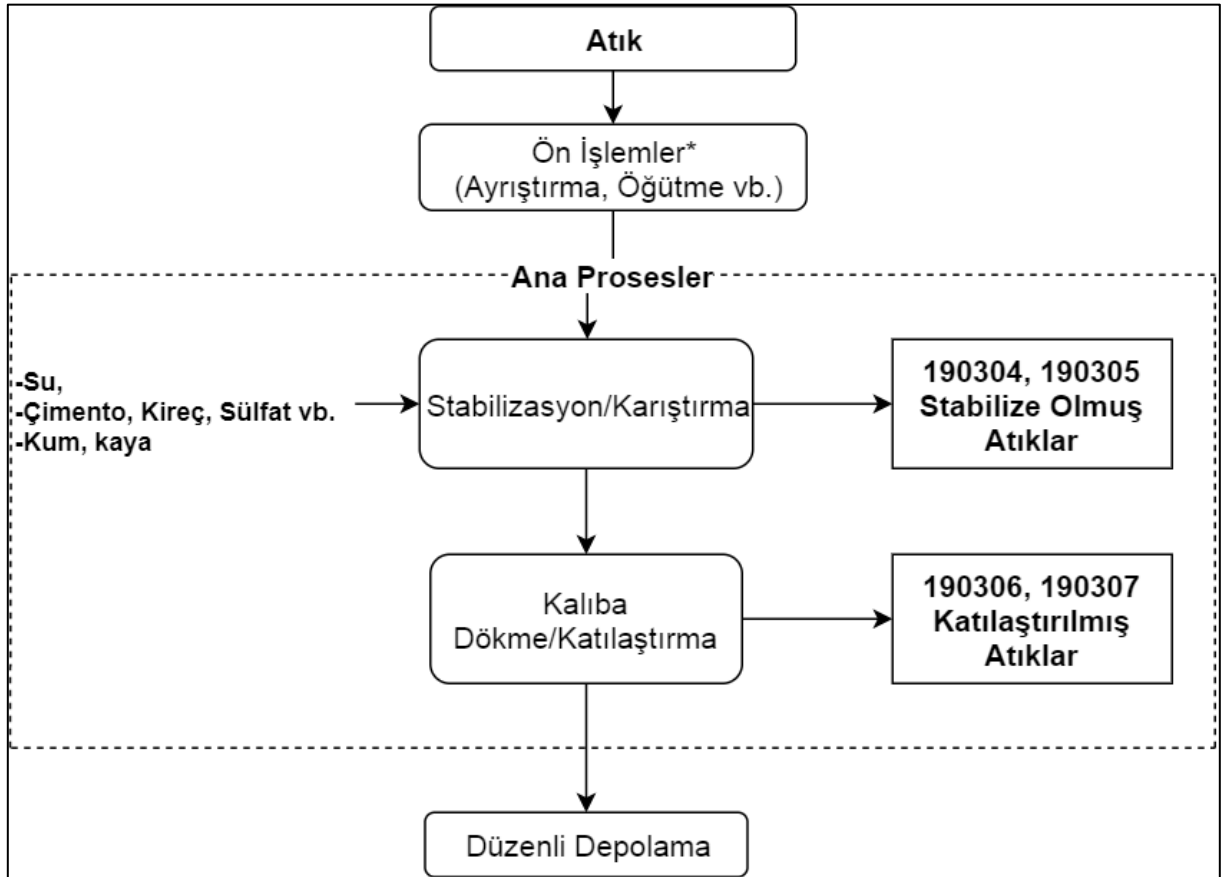 Atık
Ön İşlemler*
(Ayrıştırma, Öğütme vb.)
Ana Prosesler
-Su,
-Çimento, Kireç, Sülfat vb.
-Kum, kaya
Stabilizasyon/Karıştırma
190304, 190305
Stabilize Olmuş
Atıklar
Kalıba
Dökme/Katılaştırma
190306, 190307
Katılaştırılmış
Atıklar
Düzenli Depolama